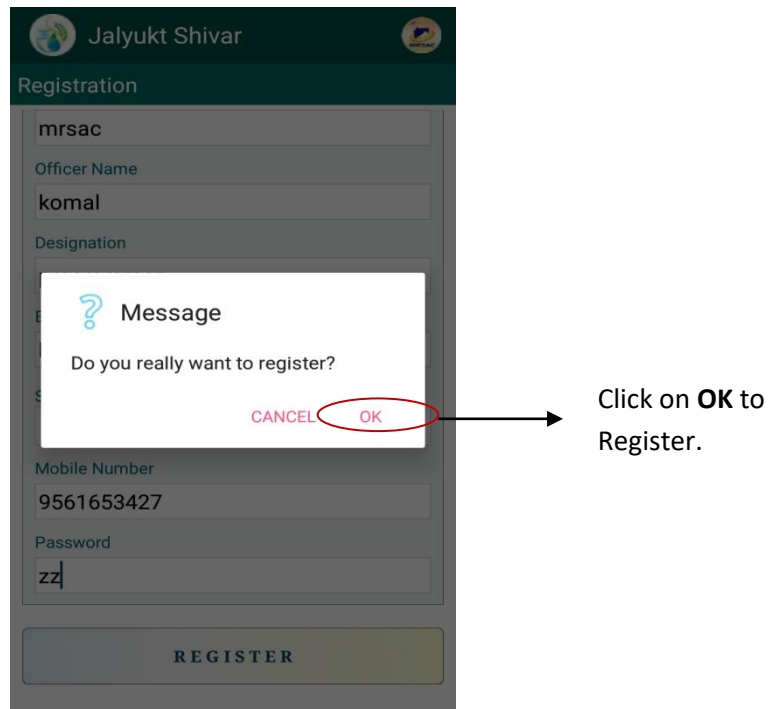 Jalyukt Shivar
MRSAC
Registration
mrsac
Officer Name
komal
Designation
Message
Do you really want to register?
CANCEL OK
Click on OK to
Register.
Mobile Number
9561653427
Password
zz
REGISTER